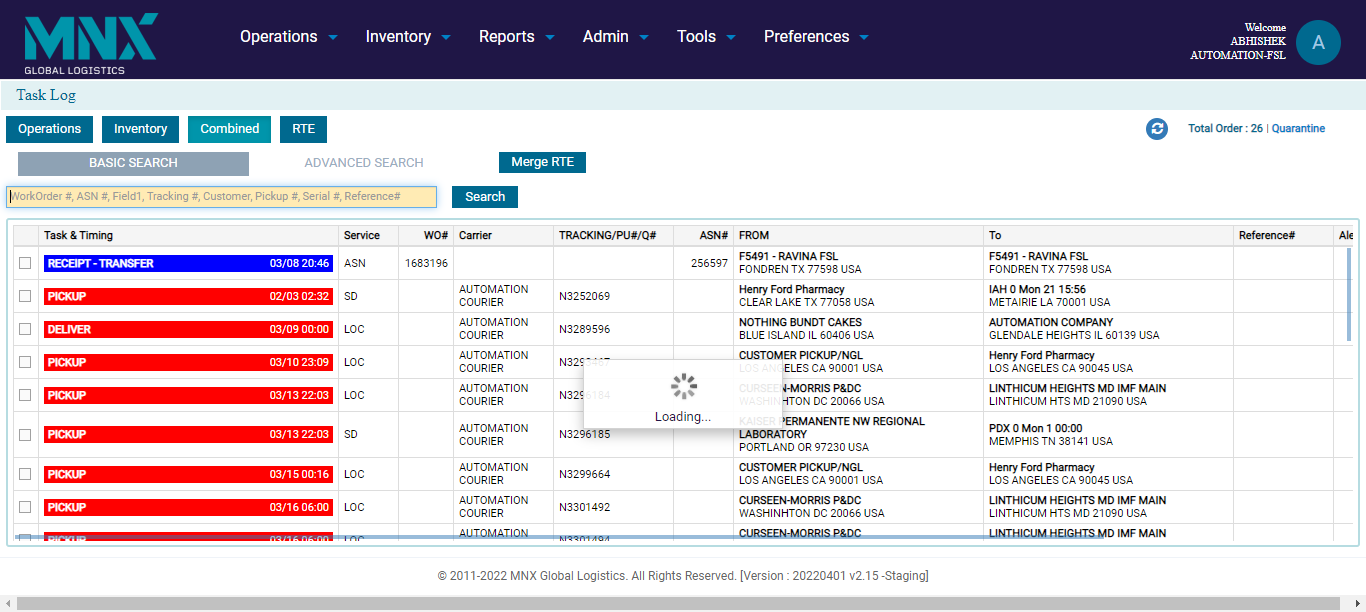 MNX
GLOBAL LOGISTICS
Operations Inventory Reports Admin Tools Preferences
Welcome
ABHISHEK
AUTOMATION-FSL
A
Task Log
Operations Inventory Combined RTE
Total Order : 26 | Quarantine
BASIC SEARCH ADVANCED SEARCH Merge RTE
WorkOrder #, ASN #, Field1, Tracking #, Customer, Pickup #, Serial #, Reference# Search
Task & Timing Service WO# Carrier TRACKING/PU#/Q# ASN# FROM To Reference# Ale
RECEIPT - TRANSFER 03/08 20:46 ASN 1683196 256597 F5491 - RAVINA FSL F5491 - RAVINA FSL
FONDREN TX 77598 USA FONDREN TX 77598 USA
PICKUP 02/03 02:32 SD AUTOMATION COURIER N3252069 Henry Ford Pharmacy IAH 0 Mon 21 15:56
CLEAR LAKE TX 77058 USA METAIRIE LA 70001 USA
DELIVER 03/09 00:00 LOC AUTOMATION COURIER N3289596 NOTHING BUNDT CAKES AUTOMATION COMPANY
BLUE ISLAND IL 60406 USA GLENDALE HEIGHTS IL 60139 USA
PICKUP 03/10 23:09 LOC AUTOMATION COURIER CUSTOMER PICKUP/NGL Henry Ford Pharmacy
LOS ANGELES CA 90001 USA LOS ANGELES CA 90045 USA
PICKUP 03/13 22:03 LOC AUTOMATION COURIER CURSEEN-MORRIS P&DC LINTHICUM HEIGHTS MD IMF MAIN
WASHINHTON DC 20066 USA LINTHICUM HTS MD 21090 USA
PICKUP 03/13 22:03 SD AUTOMATION COURIER N3296185 KAISER PERMANENTE NW REGIONAL LABORATORY PDX 0 Mon 1 00:00
PORTLAND OR 97230 USA MEMPHIS TN 38141 USA
PICKUP 03/15 00:16 LOC AUTOMATION COURIER N3299664 CUSTOMER PICKUP/NGL Henry Ford Pharmacy
LOS ANGELES CA 90001 USA LOS ANGELES CA 90045 USA
PICKUP 03/16 06:00 LOC AUTOMATION COURIER N3301492 CURSEEN-MORRIS P&DC LINTHICUM HEIGHTS MD IMF MAIN
WASHINHTON DC 20066 USA LINTHICUM HTS MD 21090 USA
PICKUP 03/16 06:00 LOC AUTOMATION N3301494 CURSEEN-MORRIS P&DC LINTHICUM HEIGHTS MD IMF MAIN
Loading...
© 2011-2022 MNX Global Logistics. All Rights Reserved. [Version : 20220401 v2.15 -Staging]